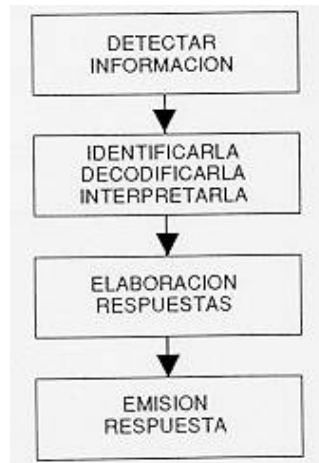 DETECTAR
INFORMACION
IDENTIFICARLA
DECODIFICARLA
INTERPRETARLA
ELABORACION
RESPUESTAS
EMISION
RESPUESTA